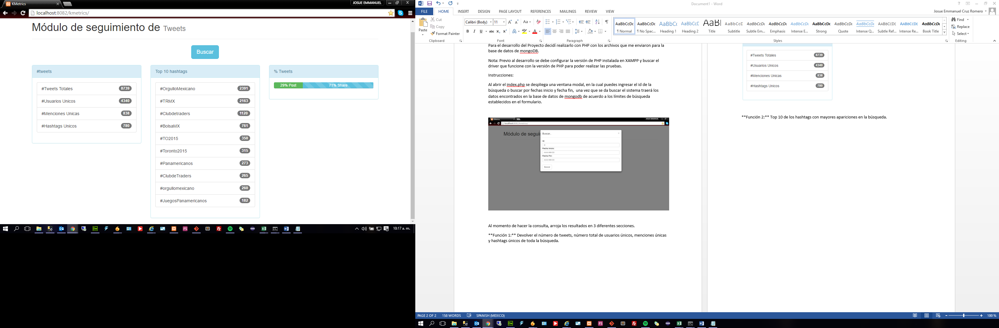 KMetrics
JOSUE EMMANUEL
localhost:8082/kmetrics/
Módulo de seguimiento de Tweets
Buscar
#tweets
#Tweets Totales 8739
#Usuarios Unicos 4340
#Menciones Unicas 838
#Hashtags Unicos 780
Top 10 hashtags
#OrgulloMexicano 2391
#TRMX 2163
#Clubdetraders 1120
#BolsaMX 761
#TO2015 350
#Toronto2015 315
#Panamericanos 273
#ClubdeTraders 265
#orgullomexicano 260
#JuegosPanamericanos 182
% Tweets
29% Post 71% Share
10:17 a. m.
Document1 - Word
FILE HOME INSERT DESIGN PAGE LAYOUT REFERENCES MAILINGS REVIEW VIEW
Josue Emmanuel Cruz Romero
Paste
Cut
Copy
Format Painter
Clipboard
Calibri (Body) 11
Font
Paragraph
¶ Normal ¶ No Spac... Heading 1 Heading 2 Title Subtitle Subtle Em... Emphasis Intense E... Strong Quote Intense Q... Subtle Ref... Intense Re... Book Title
Styles
Find
Replace
Select
Editing
Para el desarrollo del Proyecto decidí realizarlo con PHP con los archivos que me enviaron para la
base de datos de mongoDB.
Nota: Previo al desarrollo se debe configurar la versión de PHP instalada en XAMPP y buscar el
driver que funcione con la versión de PHP para poder realizar las pruebas.
Instrucciones:
Al abrir el index.php se despliega una ventana modal, en la cual puedes ingresar el id de la
búsqueda o buscar por fechas inicio y fecha fin, una vez que se da buscar el sistema traerá los
datos encontrados en la base de datos de mongodb de acuerdo a los límites de búsqueda
establecidos en el formulario.
JOSUE EMMANUEL
localhost:8082/kmetrics/
Módulo de segui
Buscar..
Id:
Id
Fecha Inicio:
AAAA-MM-DD
Fecha Fin:
AAAA-MM-DD
Buscar
Al momento de hacer la consulta, arroja los resultados en 3 diferentes secciones.
**Función 1:** Devolver el número de tweets, número total de usuarios únicos, menciones únicas
y hashtags únicos de toda la búsqueda.
#Tweets Totales 8739
#Usuarios Unicos 4340
#Menciones Unicas 838
#Hashtags Unicos 780
**Función 2:** Top 10 de los hashtags con mayores apariciones en la búsqueda.
PAGE 2 OF 2 158 WORDS SPANISH (MEXICO)
100 %